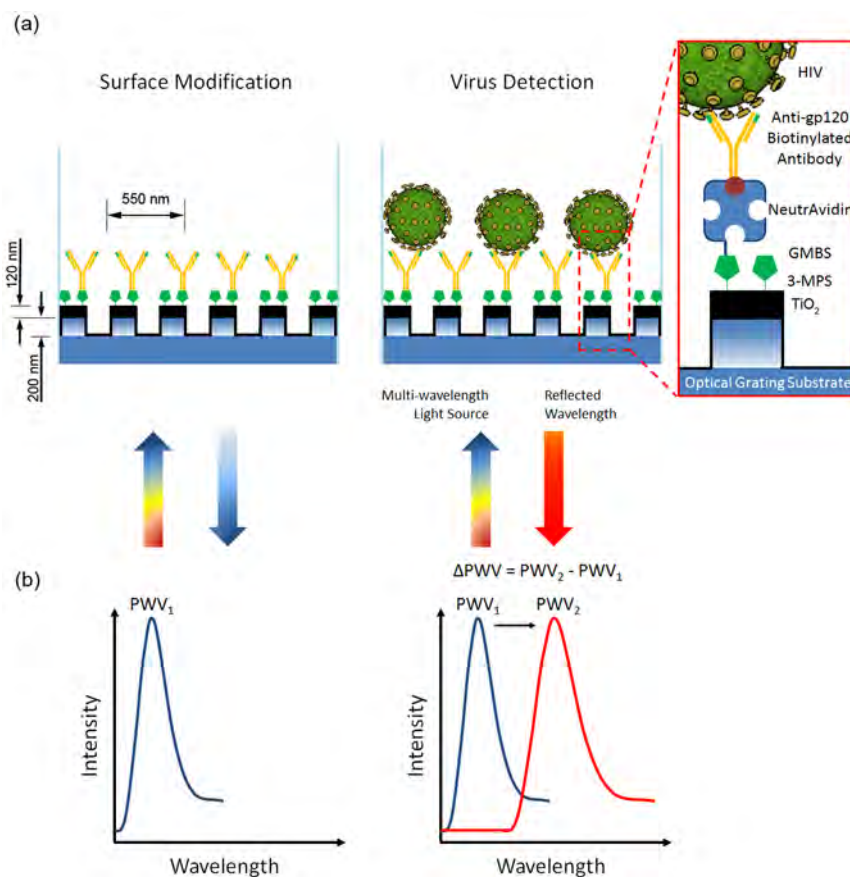 (a)
Surface Modification
Virus Detection
550 nm
120 nm
200 nm
HIV
Anti-gp120
Biotinylated
Antibody
NeutrAvidin
GMBS
3-MPS
TiO₂
Optical Grating Substrate
Multi-wavelength
Light Source
Reflected
Wavelength
(b)
ΔPWV = PWV₂ - PWV₁
PWV₁
Intensity
Wavelength
PWV₁
PWV₂
Intensity
Wavelength